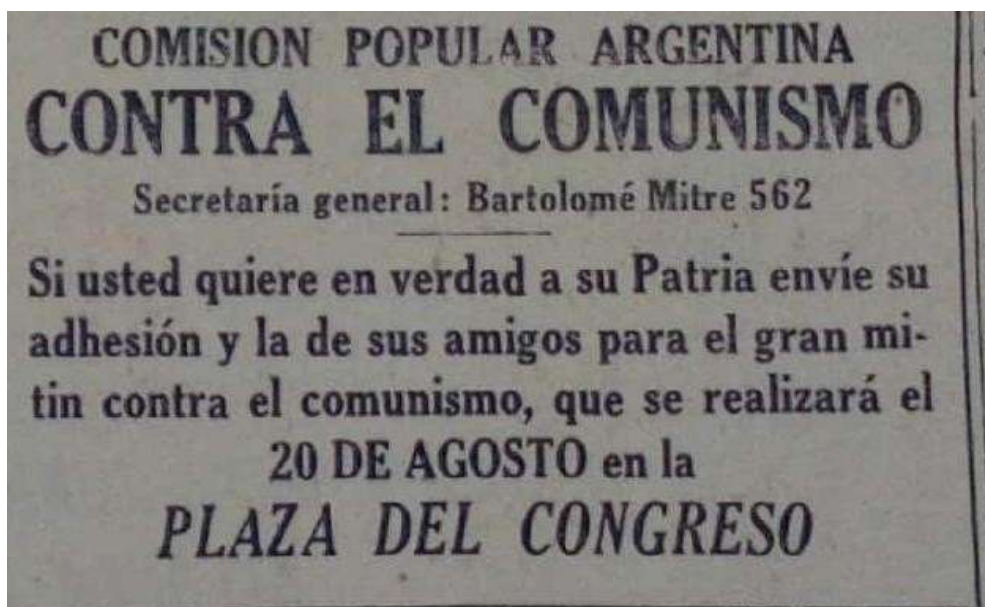 COMISION POPULAR ARGENTINA
CONTRA EL COMUNISMO
Secretaría general: Bartolomé Mitre 562
Si usted quiere en verdad a su Patria envíe su
adhesión y la de sus amigos para el gran mi-
tin contra el comunismo, que se realizará el
20 DE AGOSTO en la
PLAZA DEL CONGRESO